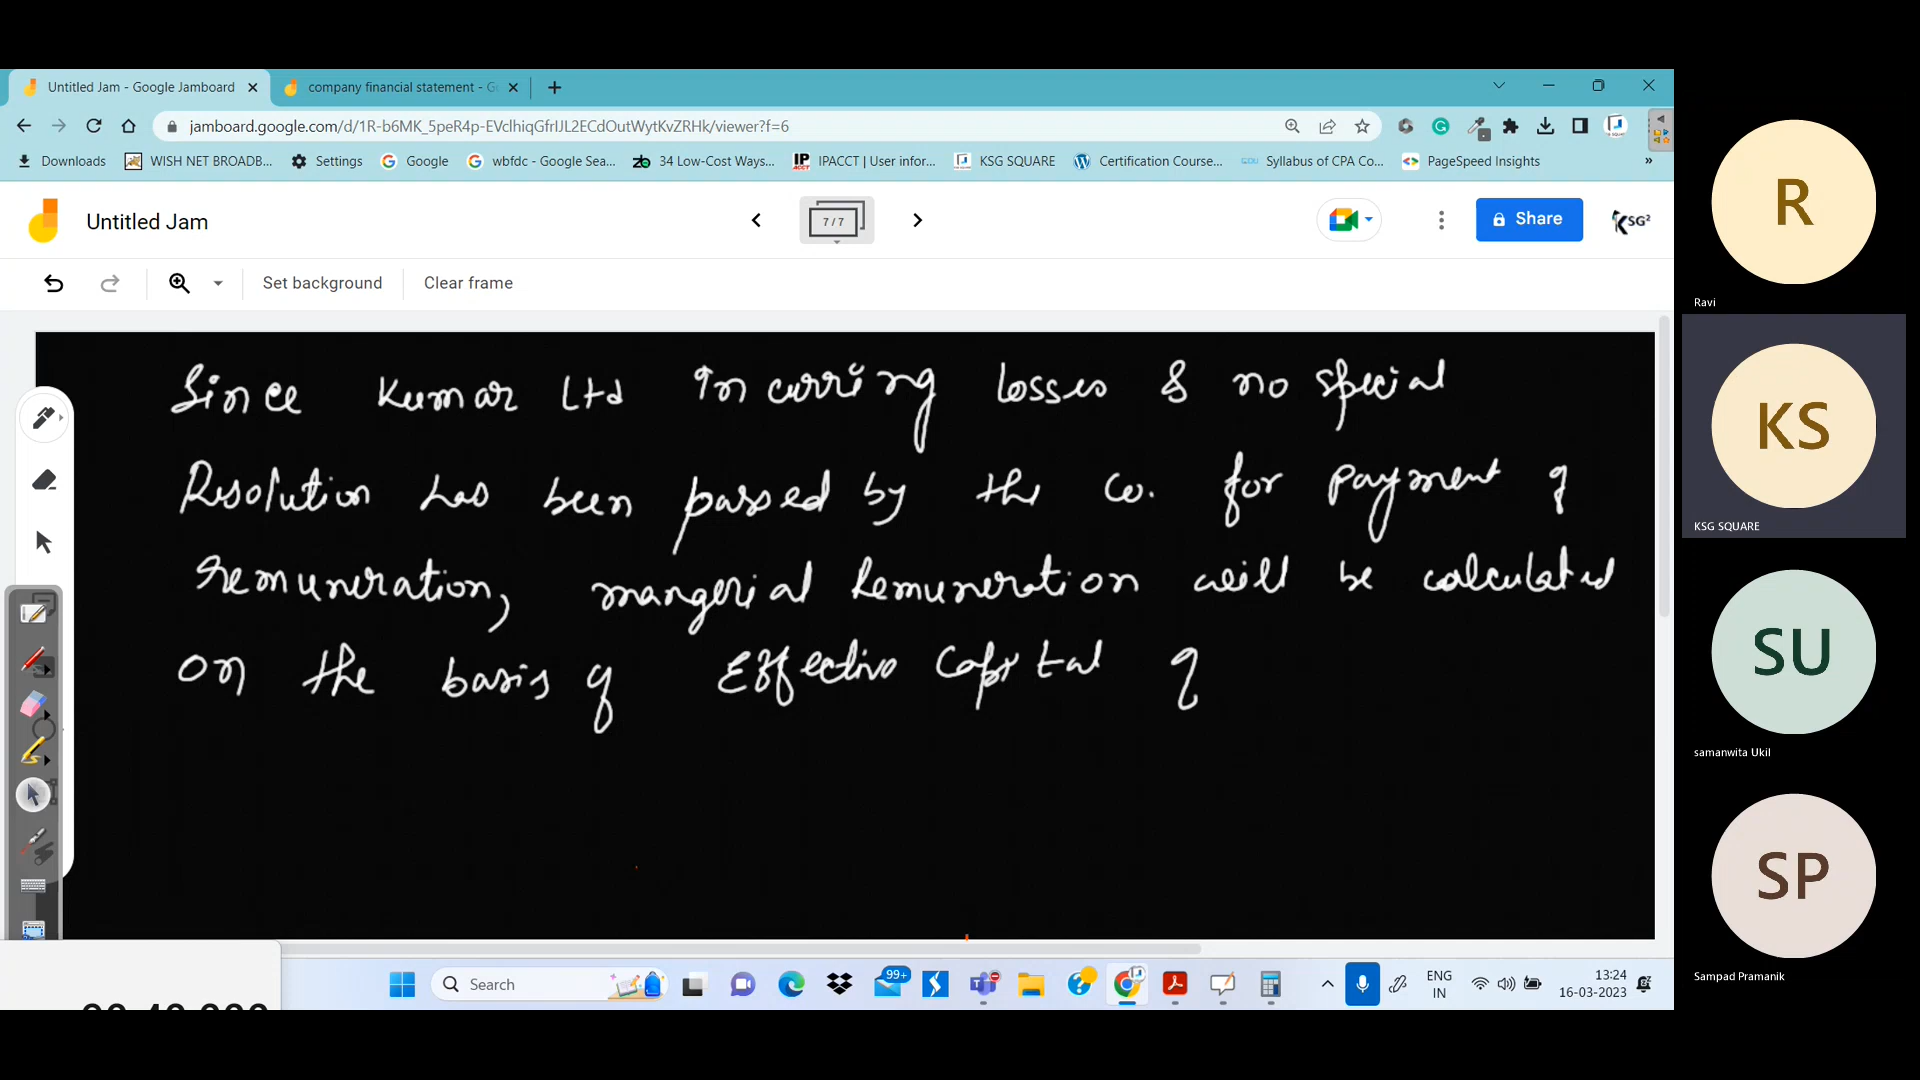 Untitled Jam - Google Jamboard
company financial statement - G
jamboard.google.com/d/1R-b6MK_5peR4p-EVclhiqGfrIJL2ECdOutWytKvZRHk/viewer?f=6
Downloads WISH NET BROADB... Settings Google wbfdc - Google Sea... 34 Low-Cost Ways... IPACCT | User infor... KSG SQUARE Certification Course... Syllabus of CPA Co... PageSpeed Insights »
Untitled Jam 7 / 7 Share KSG²
Set background Clear frame
Since Kumar Ltd Incurring losses & no special
Resolution has been passed by the Co. for payment of
remuneration, mangerial Remuneration will be calculated
on the basis of Effective Capital of
R
Ravi
KS
KSG SQUARE
SU
samanwita Ukil
SP
Sampad Pramanik
Search 99+ ENG
IN
13:24
16-03-2023